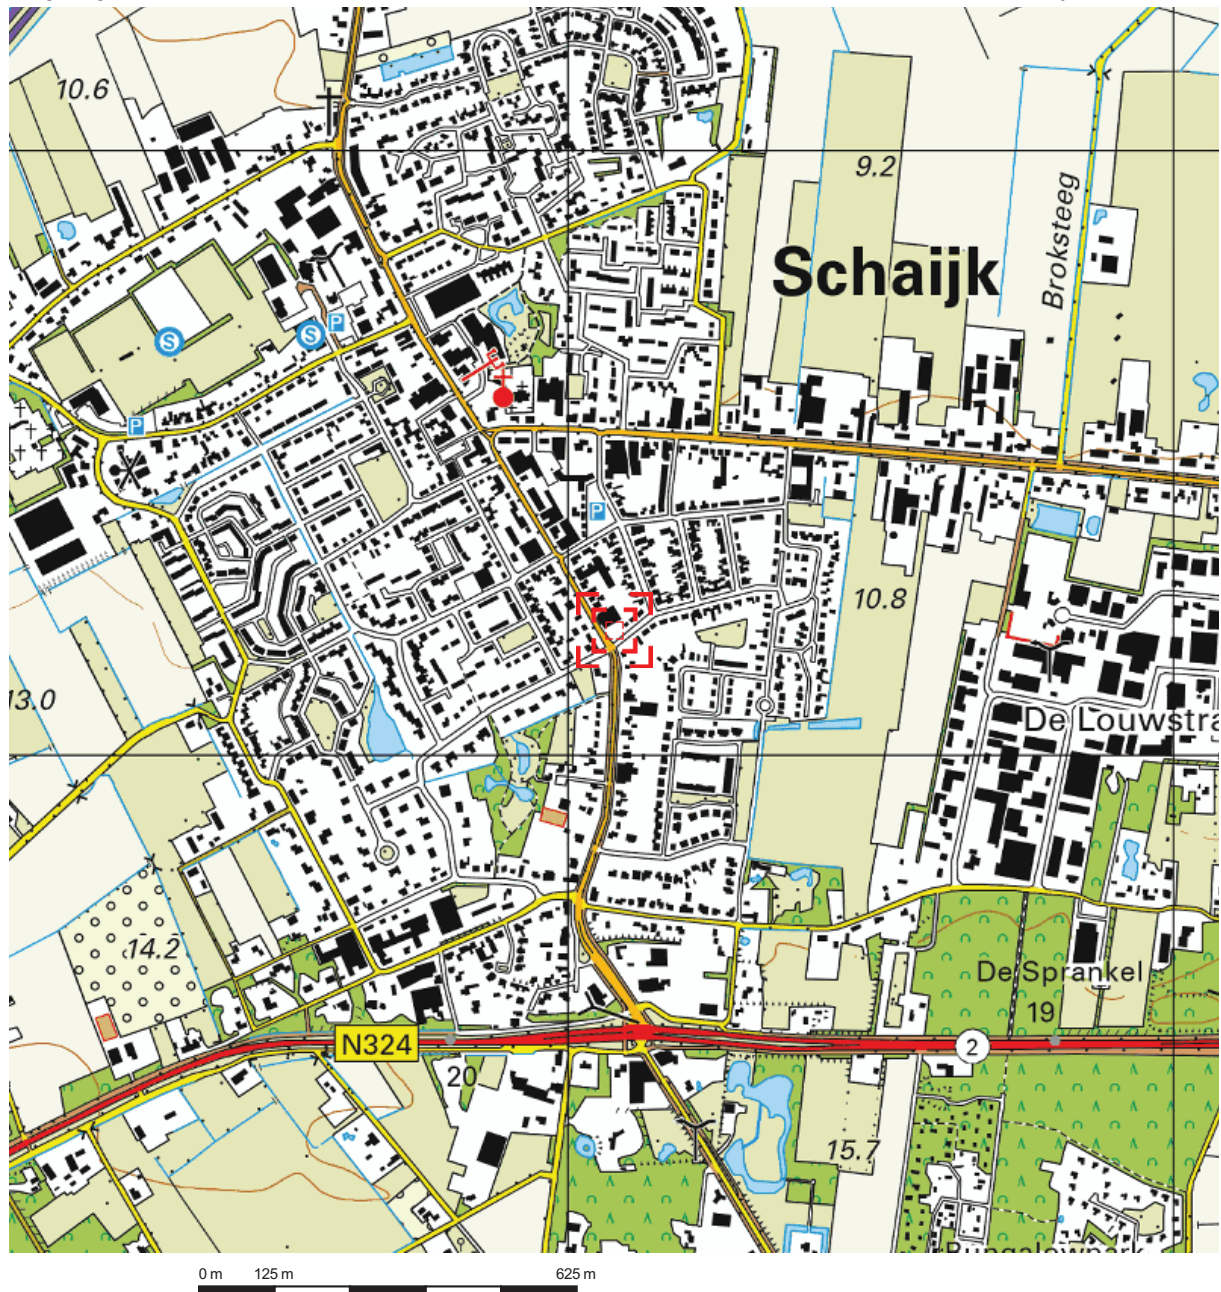 10.6
9.2
Broksteeg
Schaijk
P
S
S
P
P
10.8
13.0
De Louwstra
14.2
De Sprankel
19
N324
2
20
15.7
Bungalowpark
0 m
125 m
625 m